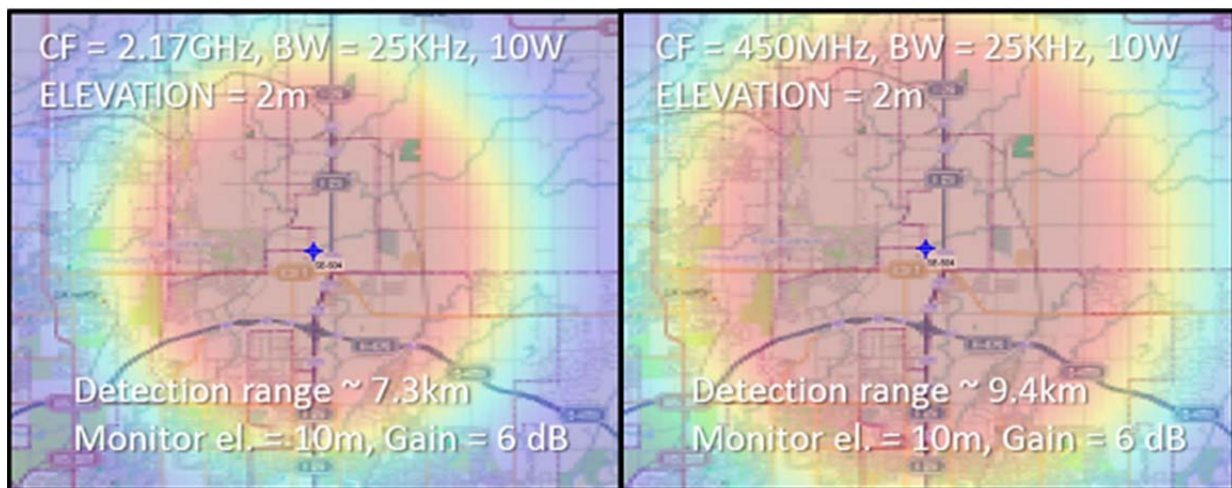 CF = 2.17GHz, BW = 25KHz, 10W
ELEVATION = 2m
Detection range ~ 7.3km
Monitor el. = 10m, Gain = 6 dB
CF = 450MHz, BW = 25KHz, 10W
ELEVATION = 2m
Detection range ~ 9.4km
Monitor el. = 10m, Gain = 6 dB